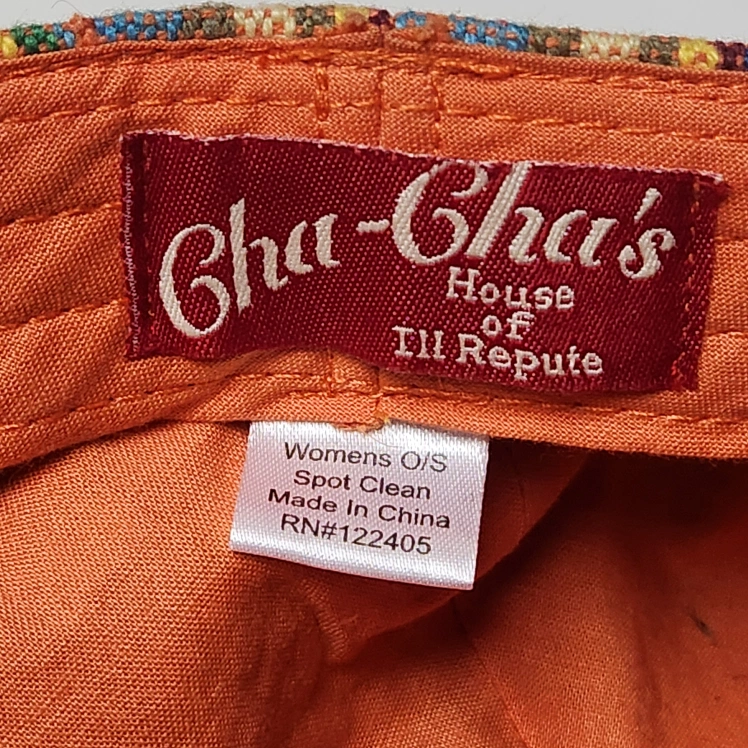 Cha-Cha's
House
of
Ill Repute
Womens O/S
Spot Clean
Made In China
RN#122405